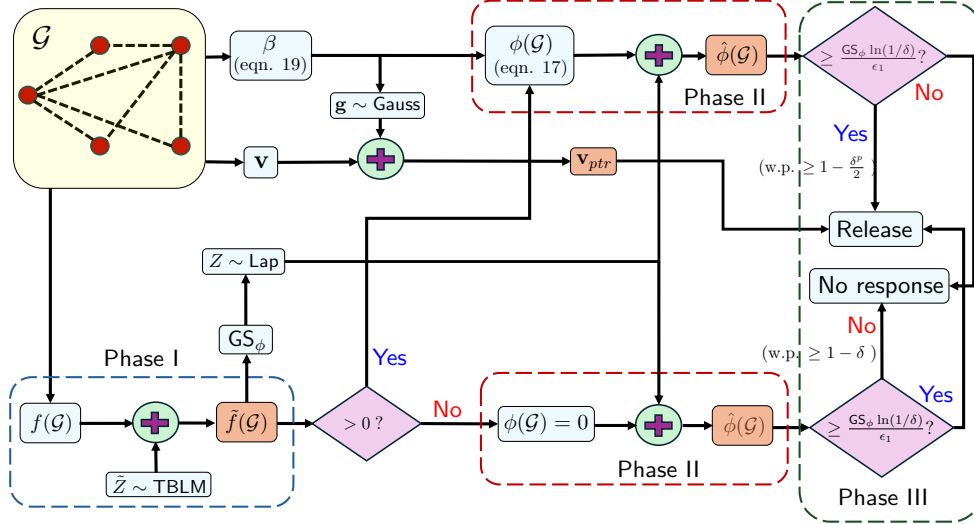 𝒢
β
(eqn. 19)
ϕ(𝒢)
(eqn. 17)
ϕ̂(𝒢)
≥ GS_ϕ ln(1/δ)/ϵ₁ ?
Phase II
No
g ∼ Gauss
Yes
v
v_ptr
(w.p. ≥ 1 − δ^p/2 )
Release
Z ∼ Lap
No response
GS_ϕ
No
(w.p. ≥ 1 − δ )
Phase I
Yes
Yes
f(𝒢)
f̃(𝒢)
> 0 ?
No
ϕ(𝒢) = 0
ϕ̂(𝒢)
≥ GS_ϕ ln(1/δ)/ϵ₁ ?
Z̃ ∼ TBLM
Phase II
Phase III